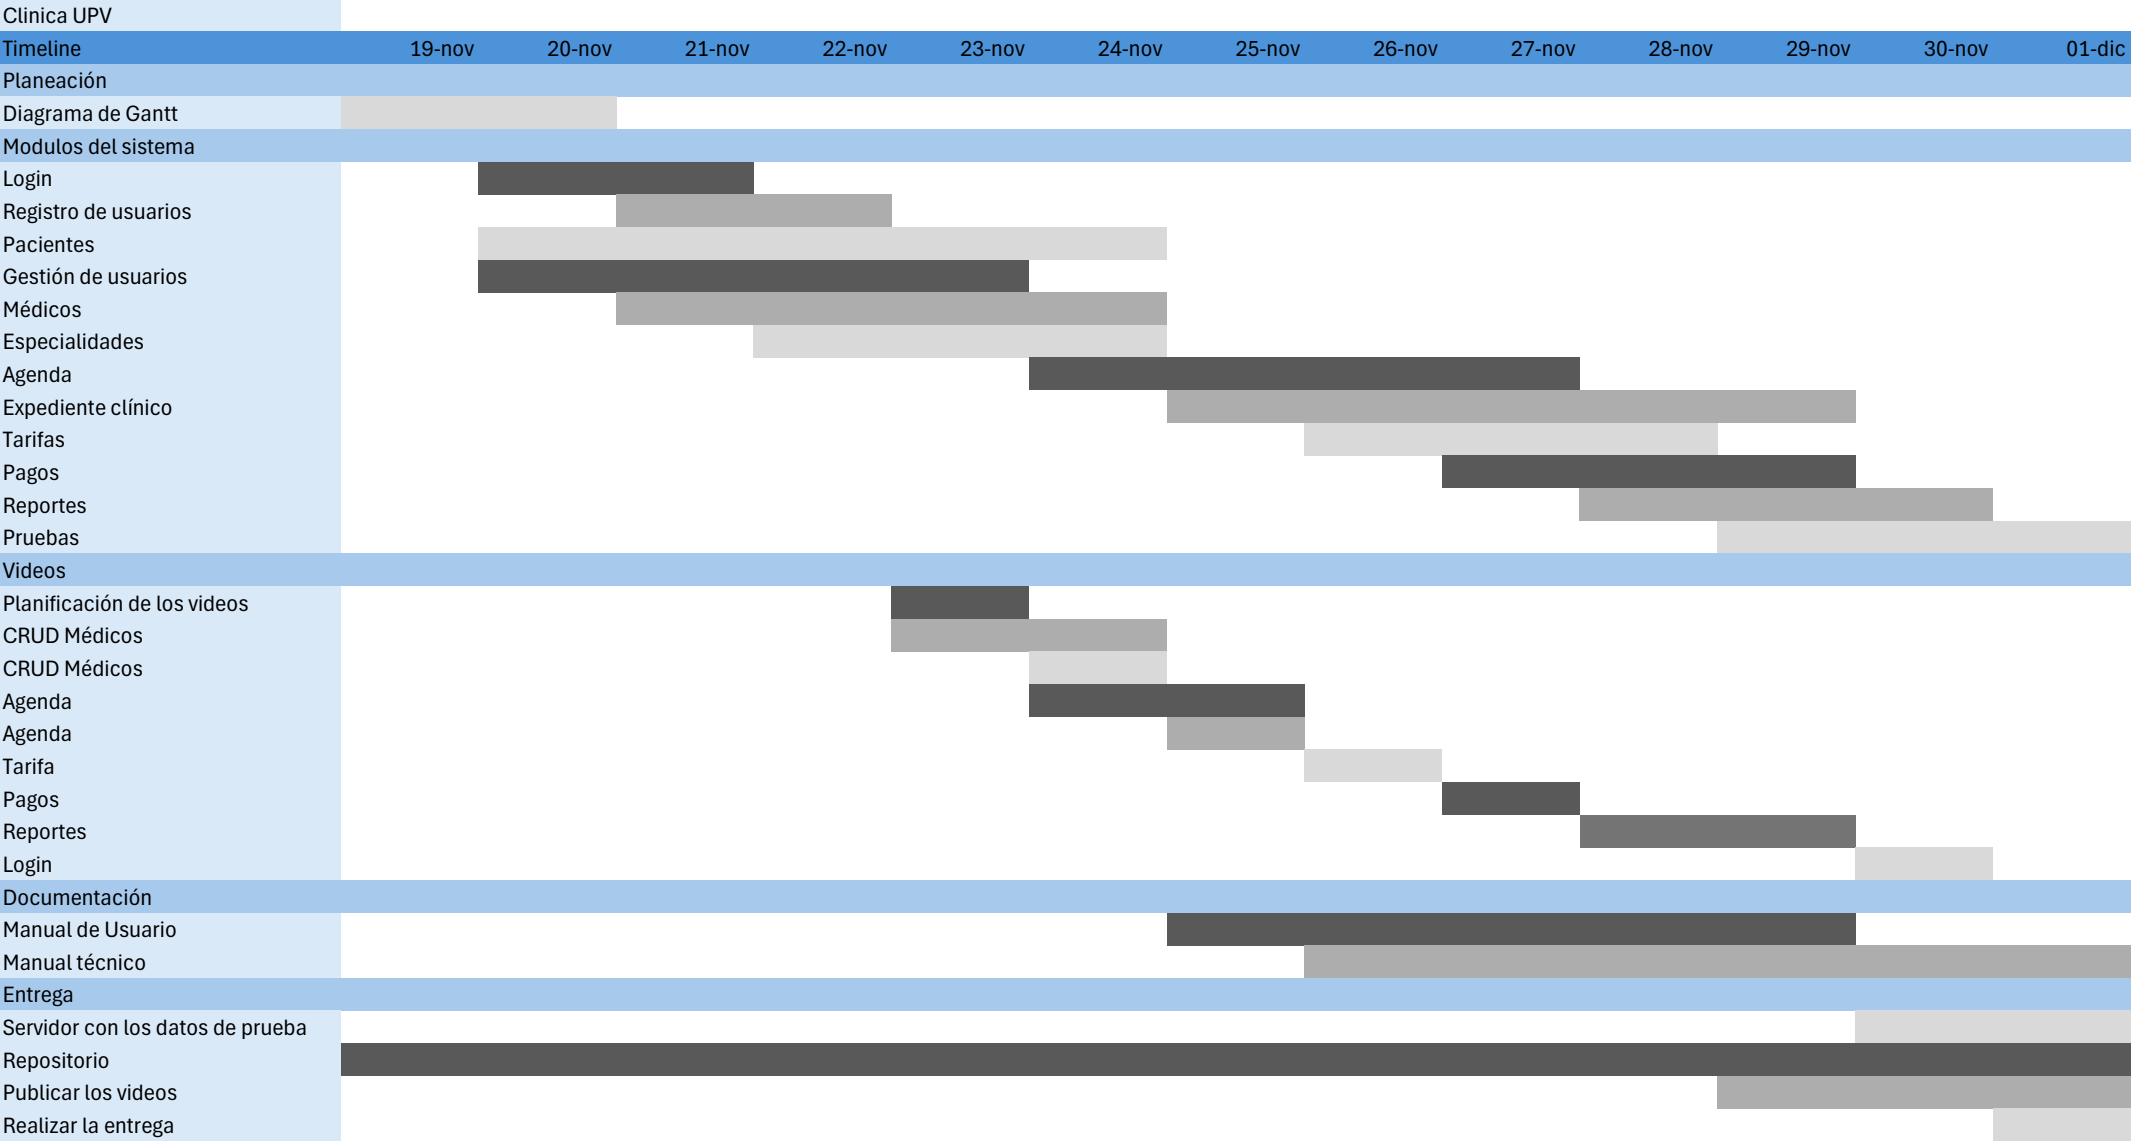 Clinica UPV
Timeline 19-nov 20-nov 21-nov 22-nov 23-nov 24-nov 25-nov 26-nov 27-nov 28-nov 29-nov 30-nov 01-dic
Planeación
Diagrama de Gantt
Modulos del sistema
Login
Registro de usuarios
Pacientes
Gestión de usuarios
Médicos
Especialidades
Agenda
Expediente clínico
Tarifas
Pagos
Reportes
Pruebas
Videos
Planificación de los videos
CRUD Médicos
CRUD Médicos
Agenda
Agenda
Tarifa
Pagos
Reportes
Login
Documentación
Manual de Usuario
Manual técnico
Entrega
Servidor con los datos de prueba
Repositorio
Publicar los videos
Realizar la entrega